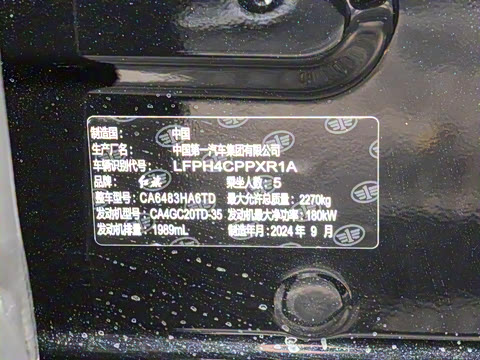 制造国： 中国
生产厂名： 中国第一汽车集团有限公司
车辆识别代号： LFPH4CPPXR1A
品牌： 红旗 乘坐人数：5
整车型号：CA6483HA6TD 最大允许总质量：2270kg
发动机型号：CA4GC20TD-35 发动机最大净功率：180kW
发动机排量：1989mL 制造年月：2024 年 9 月